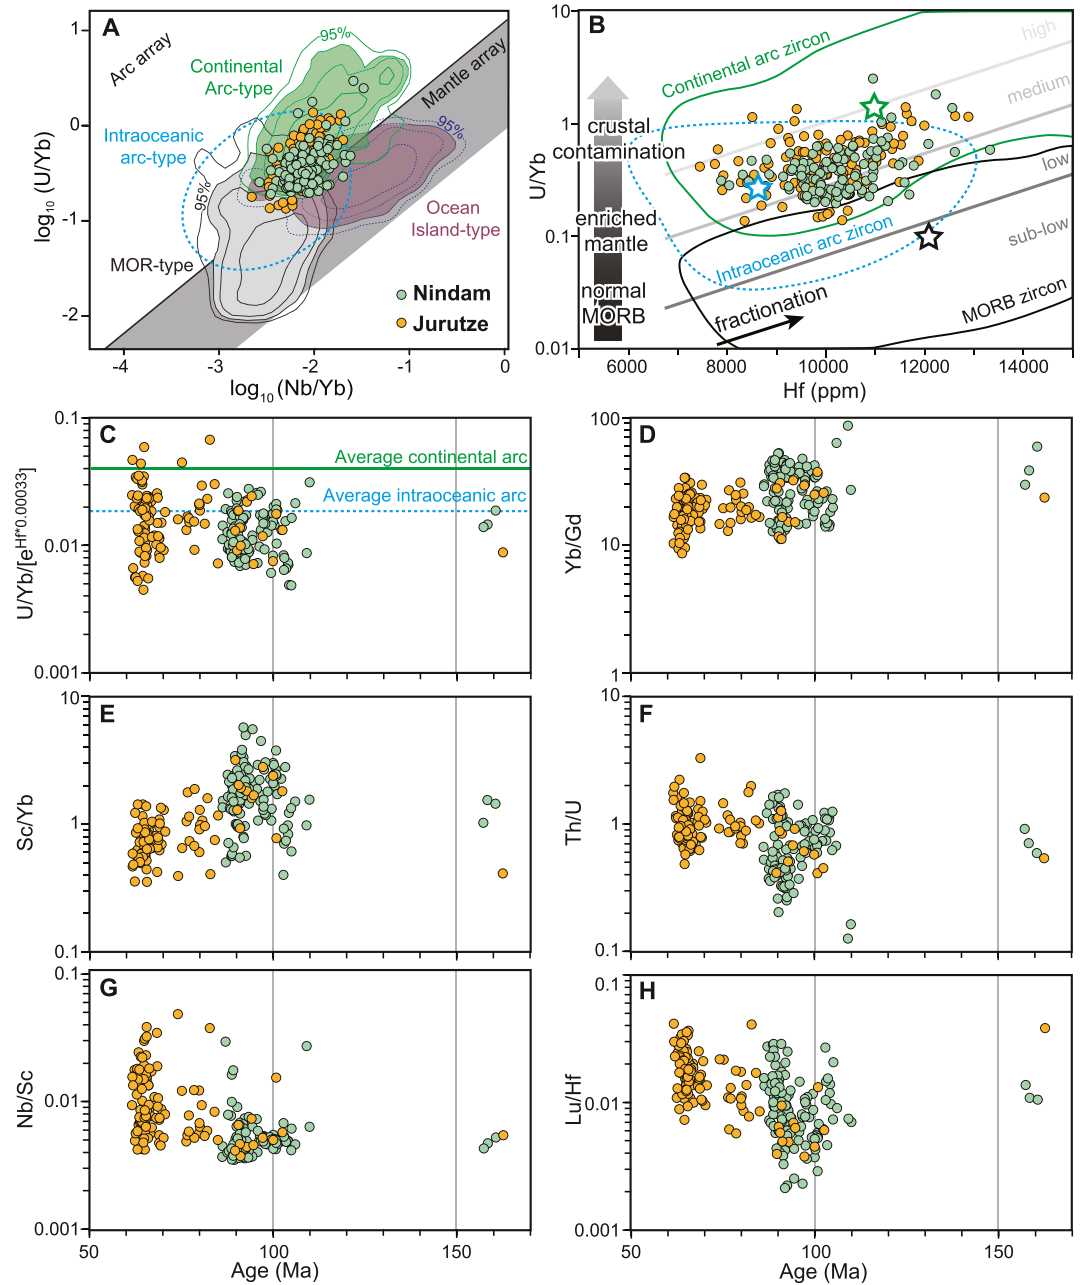 A
Arc array
95%
Continental
Arc-type
Mantle array
Intraoceanic
arc-type
95%
95%
Ocean
Island-type
MOR-type
Nindam
Jurutze
1
0
-1
-2
log10 (U/Yb)
-4
-3
-2
-1
0
log10 (Nb/Yb)
B
Continental arc zircon
high
medium
low
sub-low
crustal
contamination
enriched
mantle
normal
MORB
Intraoceanic arc zircon
MORB zircon
fractionation
10
1
0.1
0.01
U/Yb
6000
8000
10000
12000
14000
Hf (ppm)
C
Average continental arc
Average intraoceanic arc
0.1
0.01
0.001
U/Yb/[eHf*0.00033]
D
100
10
1
Yb/Gd
E
10
1
0.1
Sc/Yb
F
10
1
0.1
Th/U
G
0.1
0.01
0.001
Nb/Sc
50
100
150
Age (Ma)
H
0.1
0.01
0.001
Lu/Hf
50
100
150
Age (Ma)